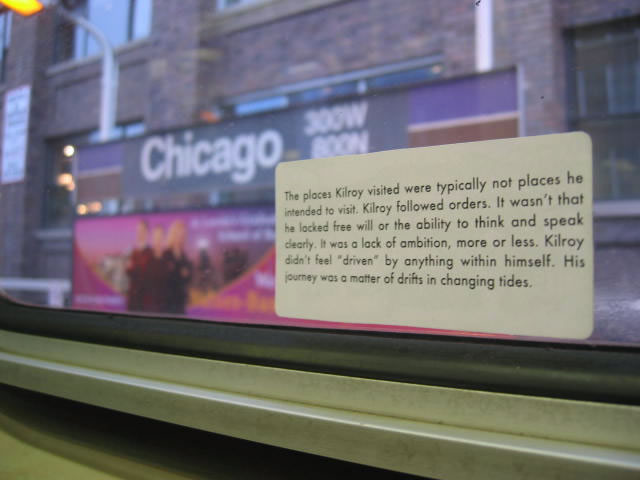 Chicago
300W
800N
The places Kilroy visited were typically not places he
intended to visit. Kilroy followed orders. It wasn't that
he lacked free will or the ability to think and speak
clearly. It was a lack of ambition, more or less. Kilroy
didn't feel "driven" by anything within himself. His
journey was a matter of drifts in changing tides.